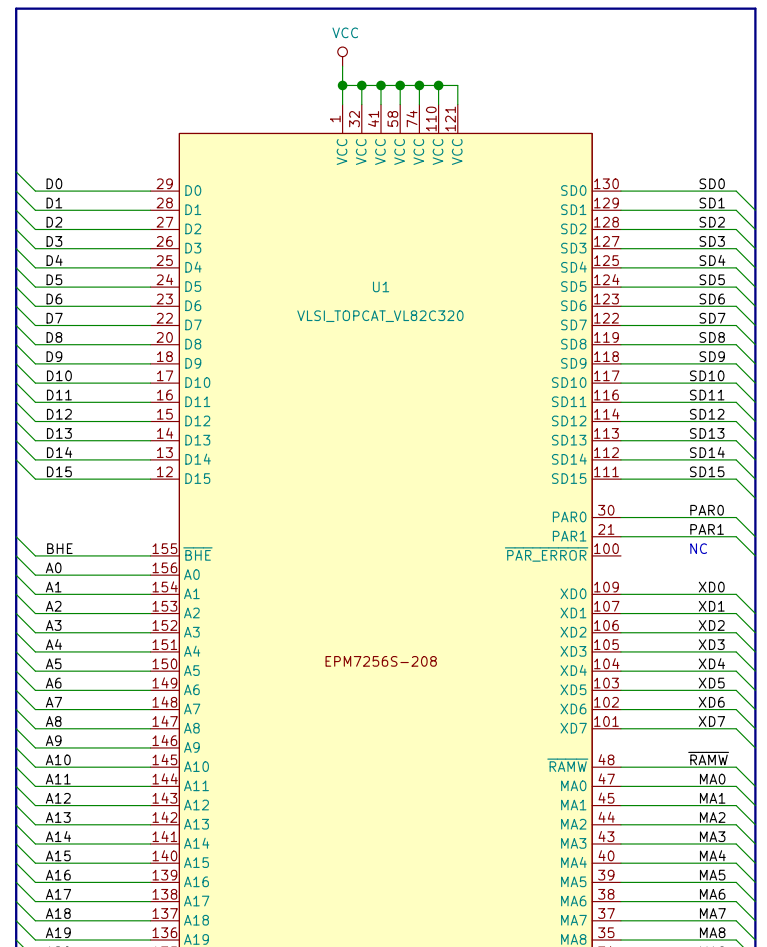 VCC
1 32 41 58 74 110 121
VCC VCC VCC VCC VCC VCC VCC
D0 29 D0 SD0 130 SD0
D1 28 D1 SD1 129 SD1
D2 27 D2 SD2 128 SD2
D3 26 D3 SD3 127 SD3
D4 25 D4 SD4 125 SD4
D5 24 D5 U1 SD5 124 SD5
D6 23 D6 VLSI_TOPCAT_VL82C320 SD6 123 SD6
D7 22 D7 SD7 122 SD7
D8 20 D8 SD8 119 SD8
D9 18 D9 SD9 118 SD9
D10 17 D10 SD10 117 SD10
D11 16 D11 SD11 116 SD11
D12 15 D12 SD12 114 SD12
D13 14 D13 SD13 113 SD13
D14 13 D14 SD14 112 SD14
D15 12 D15 SD15 111 SD15
PAR0 30 PAR0
PAR1 21 PAR1
BHE 155 BHE PAR_ERROR 100 NC
A0 156 A0
A1 154 A1 XD0 109 XD0
A2 153 A2 XD1 107 XD1
A3 152 A3 XD2 106 XD2
A4 151 A4 XD3 105 XD3
A5 150 A5 EPM7256S-208 XD4 104 XD4
A6 149 A6 XD5 103 XD5
A7 148 A7 XD6 102 XD6
A8 147 A8 XD7 101 XD7
A9 146 A9
A10 145 A10 RAMW 48 RAMW
A11 144 A11 MA0 47 MA0
A12 143 A12 MA1 45 MA1
A13 142 A13 MA2 44 MA2
A14 141 A14 MA3 43 MA3
A15 140 A15 MA4 40 MA4
A16 139 A16 MA5 39 MA5
A17 138 A17 MA6 38 MA6
A18 137 A18 MA7 37 MA7
A19 136 A19 MA8 35 MA8